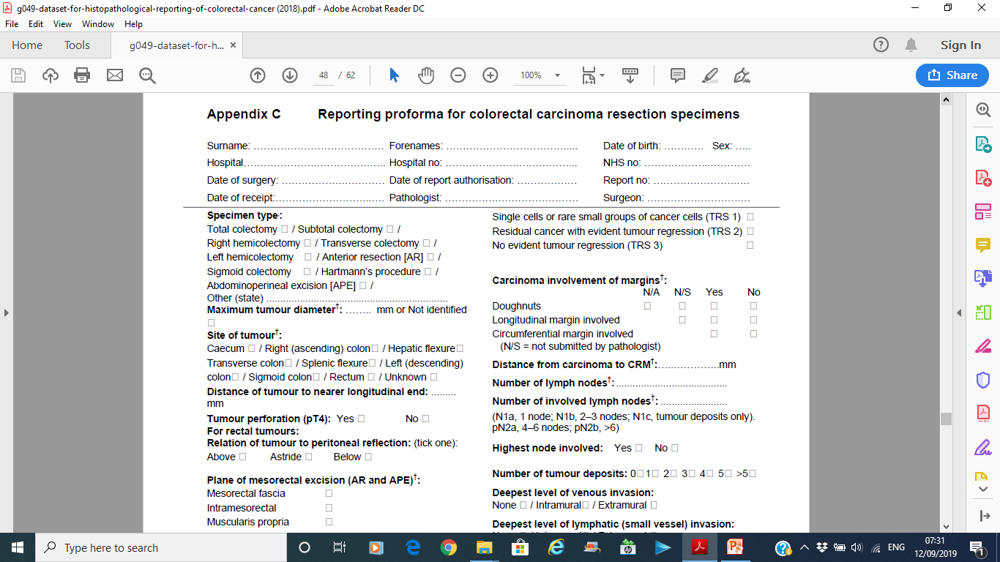 g049-dataset-for-histopathological-reporting-of-colorectal-cancer (2018).pdf - Adobe Acrobat Reader DC
File Edit View Window Help
Home Tools g049-dataset-for-h... × Sign In
48 / 62 100% Share
Appendix C Reporting proforma for colorectal carcinoma resection specimens
Surname: ……………………………… Forenames: …………………………….... Date of birth: ………… Sex: …..
Hospital………………………………….. Hospital no: ……………………………... NHS no: ………………..…………
Date of surgery: ………………………. Date of report authorisation: ……………… Report no: ……………………….
Date of receipt:……………………..…. Pathologist: ……………………………… Surgeon: ……………………….
Specimen type:
Total colectomy □ / Subtotal colectomy □ /
Right hemicolectomy □ / Transverse colectomy □ /
Left hemicolectomy □ / Anterior resection [AR] □ /
Sigmoid colectomy □ / Hartmann’s procedure □ /
Abdominoperineal excision [APE] □ /
Other (state) ................................................................
Maximum tumour diameter†: …….. mm or Not identified
□
Site of tumour†:
Caecum □ / Right (ascending) colon□ / Hepatic flexure□
Transverse colon□ / Splenic flexure□ / Left (descending)
colon□ / Sigmoid colon□ / Rectum □ / Unknown □
Distance of tumour to nearer longitudinal end: .........
mm
Tumour perforation (pT4): Yes □ No □
For rectal tumours:
Relation of tumour to peritoneal reflection: (tick one):
Above □ Astride □ Below □
Plane of mesorectal excision (AR and APE)†:
Mesorectal fascia □
Intramesorectal □
Muscularis propria □
Single cells or rare small groups of cancer cells (TRS 1) □
Residual cancer with evident tumour regression (TRS 2) □
No evident tumour regression (TRS 3) □
Carcinoma involvement of margins†:
N/A N/S Yes No
Doughnuts □ □ □ □
Longitudinal margin involved □ □ □
Circumferential margin involved □ □
(N/S = not submitted by pathologist)
Distance from carcinoma to CRM†:………………..mm
Number of lymph nodes†:........................................
Number of involved lymph nodes†: ........................
(N1a, 1 node; N1b, 2–3 nodes; N1c, tumour deposits only).
pN2a, 4–6 nodes; pN2b, >6)
Highest node involved: Yes □ No □
Number of tumour deposits: 0□ 1□ 2□ 3□ 4□ 5□ >5□
Deepest level of venous invasion:
None □ / Intramural□ / Extramural □
Deepest level of lymphatic (small vessel) invasion:
Type here to search
ENG 07:31
12/09/2019 1